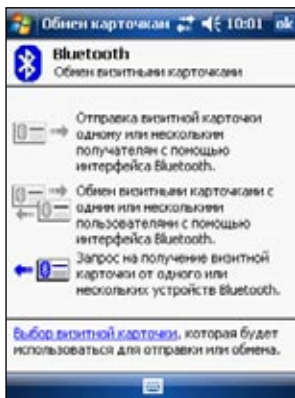 Обмен карточкам 10:01 ok
Bluetooth
Обмен визитными карточками
Отправка визитной карточки
одному или нескольким
получателям с помощью
интерфейса Bluetooth.
Обмен визитными карточками с
одним или несколькими
пользователями с помощью
интерфейса Bluetooth.
Запрос на получение визитной
карточки от одного или
нескольких устройств Bluetooth.
Выбор визитной карточки, которая будет
использоваться для отправки или обмена.